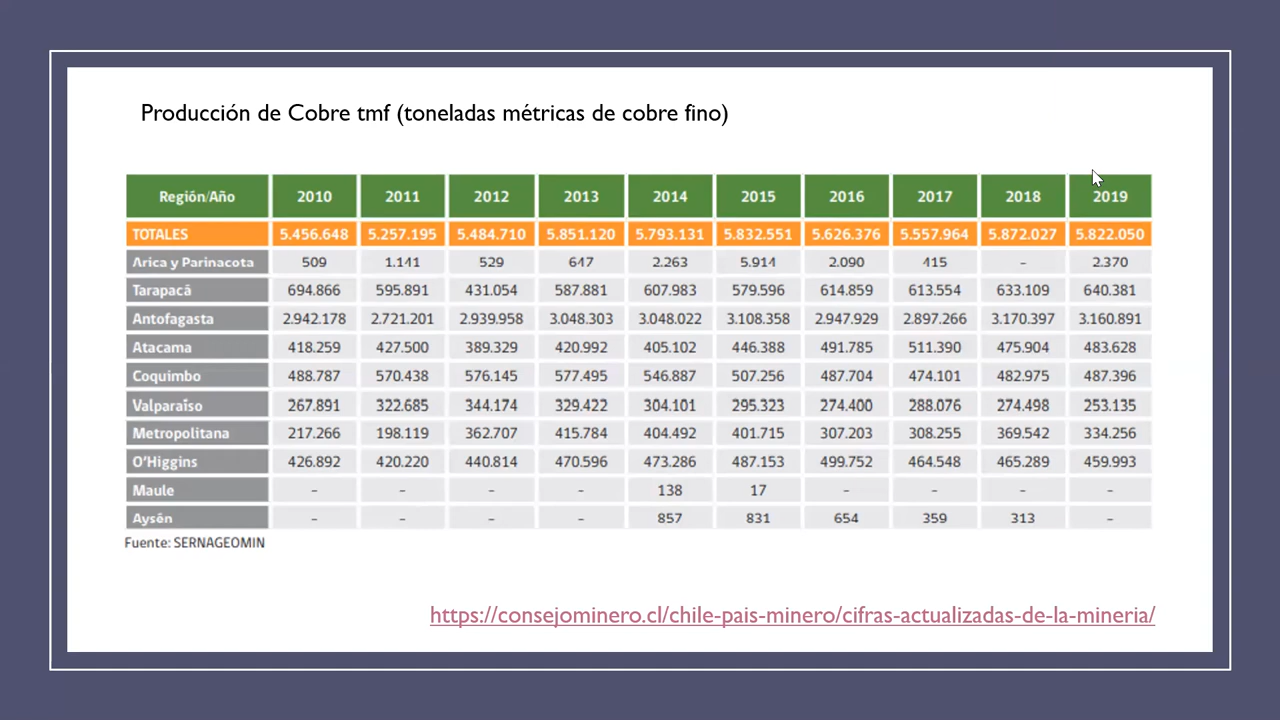 Producción de Cobre tmf (toneladas métricas de cobre fino)
Región/Año 2010 2011 2012 2013 2014 2015 2016 2017 2018 2019
TOTALES 5.456.648 5.257.195 5.484.710 5.851.120 5.793.131 5.832.551 5.626.376 5.557.964 5.872.027 5.822.050
Arica y Parinacota 509 1.141 529 647 2.263 5.914 2.090 415 - 2.370
Tarapacá 694.866 595.891 431.054 587.881 607.983 579.596 614.859 613.554 633.109 640.381
Antofagasta 2.942.178 2.721.201 2.939.958 3.048.303 3.048.022 3.108.358 2.947.929 2.897.266 3.170.397 3.160.891
Atacama 418.259 427.500 389.329 420.992 405.102 446.388 491.785 511.390 475.904 483.628
Coquimbo 488.787 570.438 576.145 577.495 546.887 507.256 487.704 474.101 482.975 487.396
Valparaíso 267.891 322.685 344.174 329.422 304.101 295.323 274.400 288.076 274.498 253.135
Metropolitana 217.266 198.119 362.707 415.784 404.492 401.715 307.203 308.255 369.542 334.256
O'Higgins 426.892 420.220 440.814 470.596 473.286 487.153 499.752 464.548 465.289 459.993
Maule - - - - 138 17 - - - -
Aysén - - - - 857 831 654 359 313 -
Fuente: SERNAGEOMIN
https://consejominero.cl/chile-pais-minero/cifras-actualizadas-de-la-mineria/